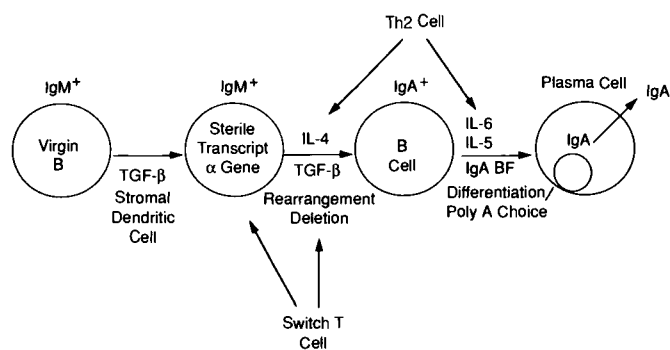 Th2 Cell
IgM+
IgM+
IgA+
Plasma Cell
IgA
Virgin
B
TGF-β
Stromal
Dendritic
Cell
Sterile
Transcript
α Gene
IL-4
TGF-β
Rearrangement
Deletion
B
Cell
IL-6
IL-5
IgA BF
Differentiation
Poly A Choice
IgA
Switch T
Cell